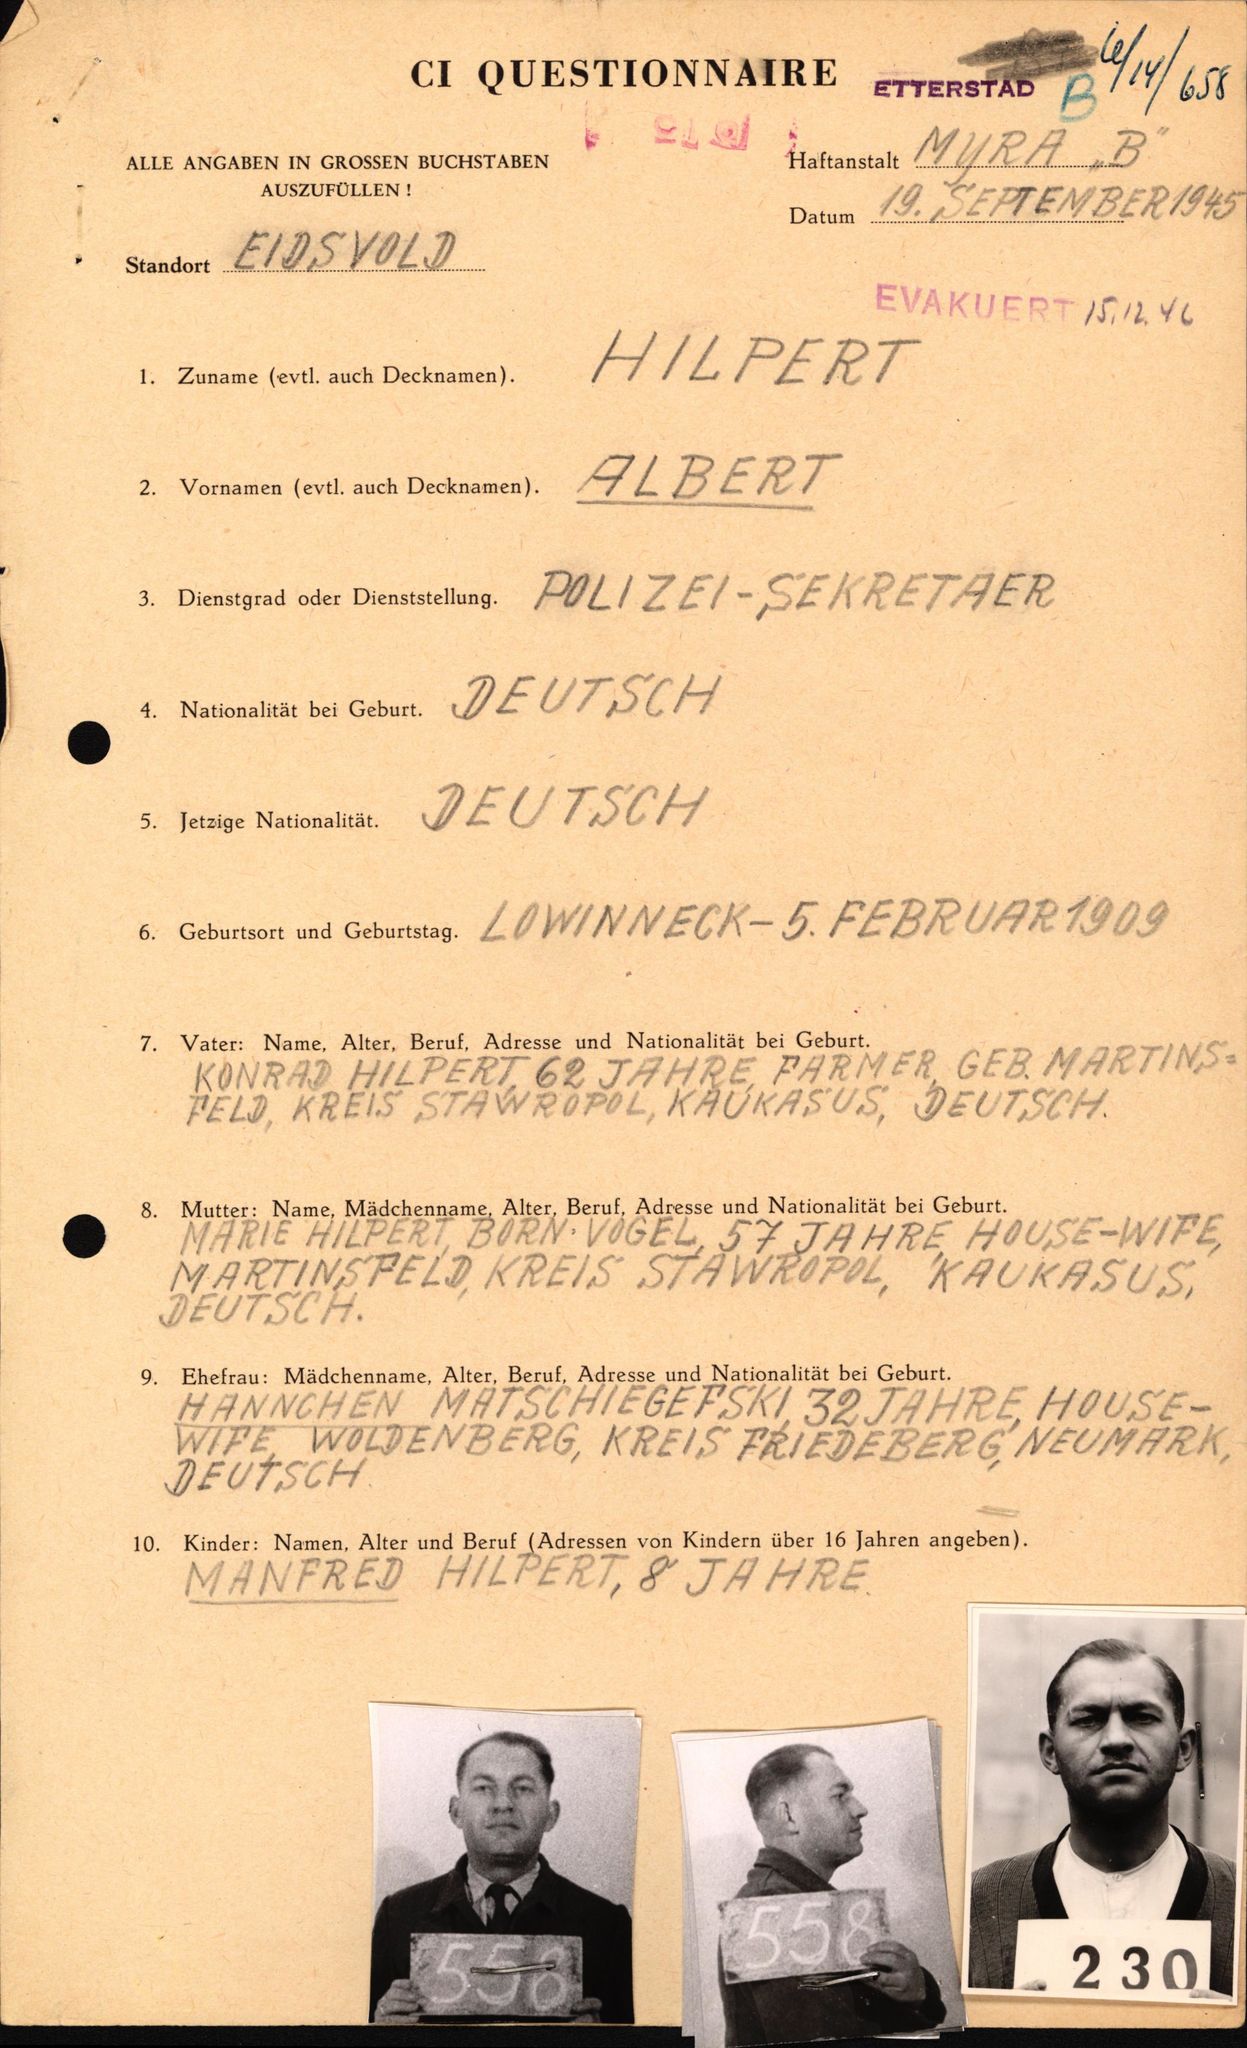 CI QUESTIONNAIRE
ETTERSTAD
B
658
ALLE ANGABEN IN GROSSEN BUCHSTABEN
AUSZUFÜLLEN !
Haftanstalt MYRA „B"
Datum 19. SEPTEMBER 1945
Standort EIDSVOLD
EVAKUERT 15.12.46
1. Zuname (evtl. auch Decknamen). HILPERT
2. Vornamen (evtl. auch Decknamen). ALBERT
3. Dienstgrad oder Dienststellung. POLIZEI-SEKRETAER
4. Nationalität bei Geburt. DEUTSCH
5. Jetzige Nationalität. DEUTSCH
6. Geburtsort und Geburtstag. LOWINNECK - 5. FEBRUAR 1909
7. Vater: Name, Alter, Beruf, Adresse und Nationalität bei Geburt.
KONRAD HILPERT, 62 JAHRE, FARMER, GEB. MARTINS=
FELD, KREIS STAWROPOL, KAUKASUS, DEUTSCH.
8. Mutter: Name, Mädchenname, Alter, Beruf, Adresse und Nationalität bei Geburt.
MARIE HILPERT, BORN. VOGEL, 57 JAHRE, HOUSE-WIFE,
MARTINSFELD, KREIS STAWROPOL, KAUKASUS,
DEUTSCH.
9. Ehefrau: Mädchenname, Alter, Beruf, Adresse und Nationalität bei Geburt.
HANNCHEN MATSCHIEGEFSKI, 32 JAHRE, HOUSE-
WIFE, WOLDENBERG, KREIS FRIEDEBERG, NEUMARK,
DEUTSCH.
10. Kinder: Namen, Alter und Beruf (Adressen von Kindern über 16 Jahren angeben).
MANFRED HILPERT, 8 JAHRE.
558
558
230